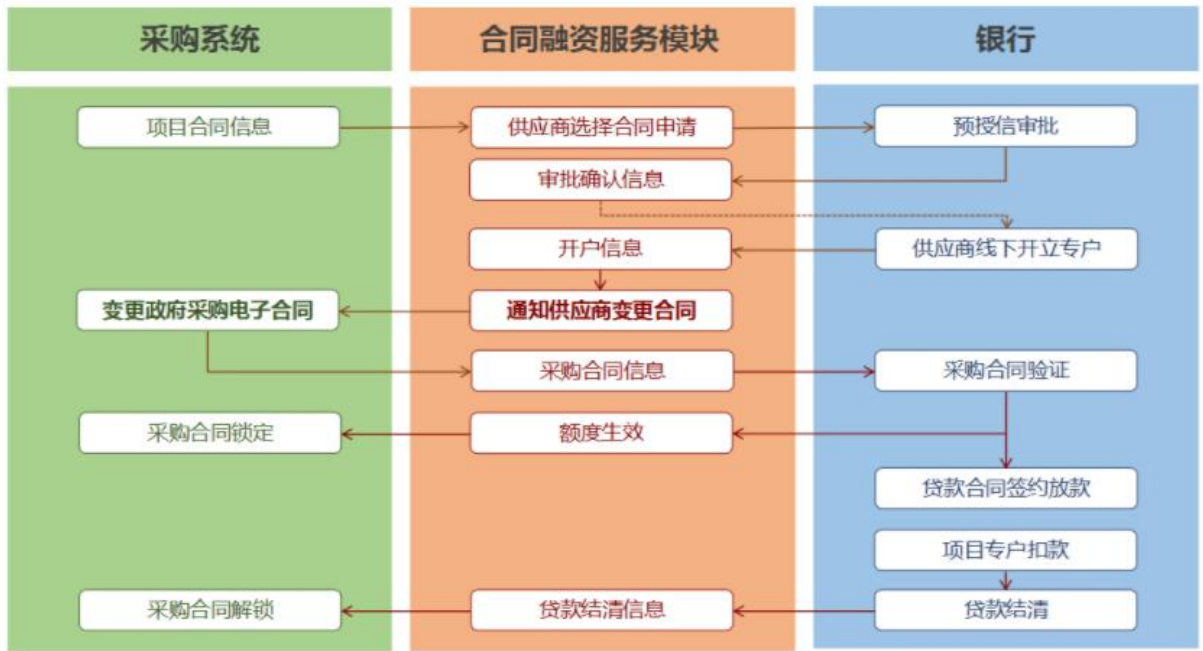 采购系统
合同融资服务模块
银行
项目合同信息
供应商选择合同申请
预授信审批
审批确认信息
开户信息
供应商线下开立专户
变更政府采购电子合同
通知供应商变更合同
采购合同信息
采购合同验证
采购合同锁定
额度生效
贷款合同签约放款
项目专户扣款
采购合同解锁
贷款结清信息
贷款结清